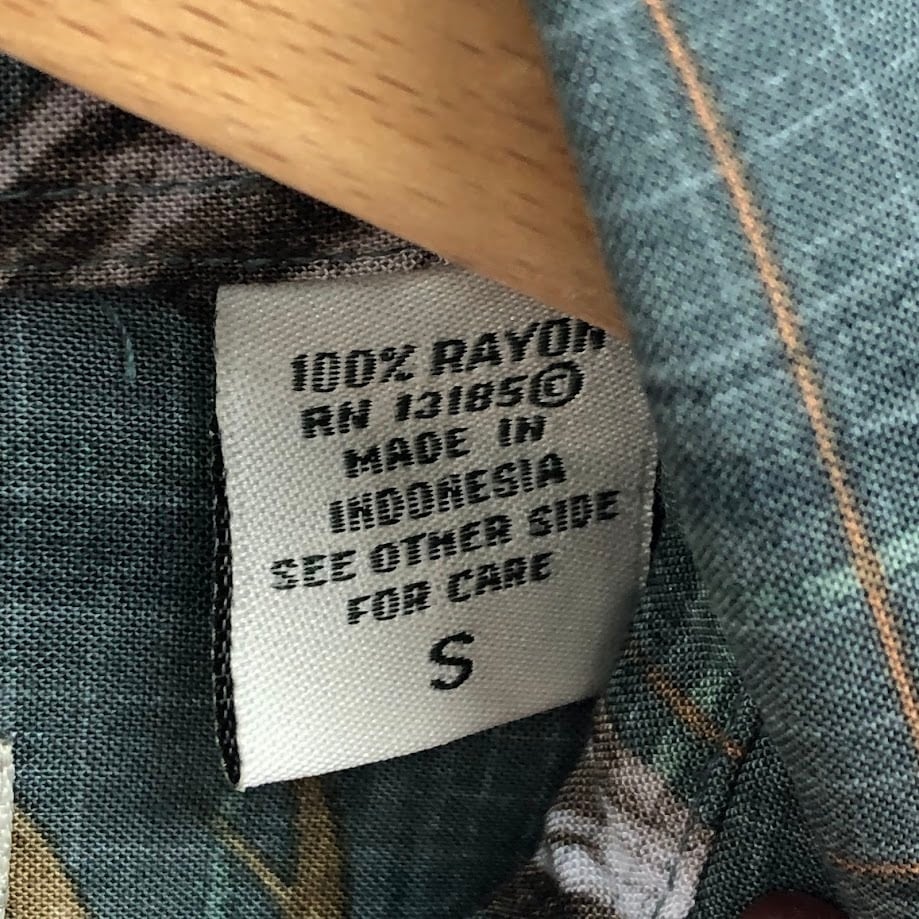 100% RAYON
RN 13185©
MADE IN
INDONESIA
SEE OTHER SIDE
FOR CARE
S